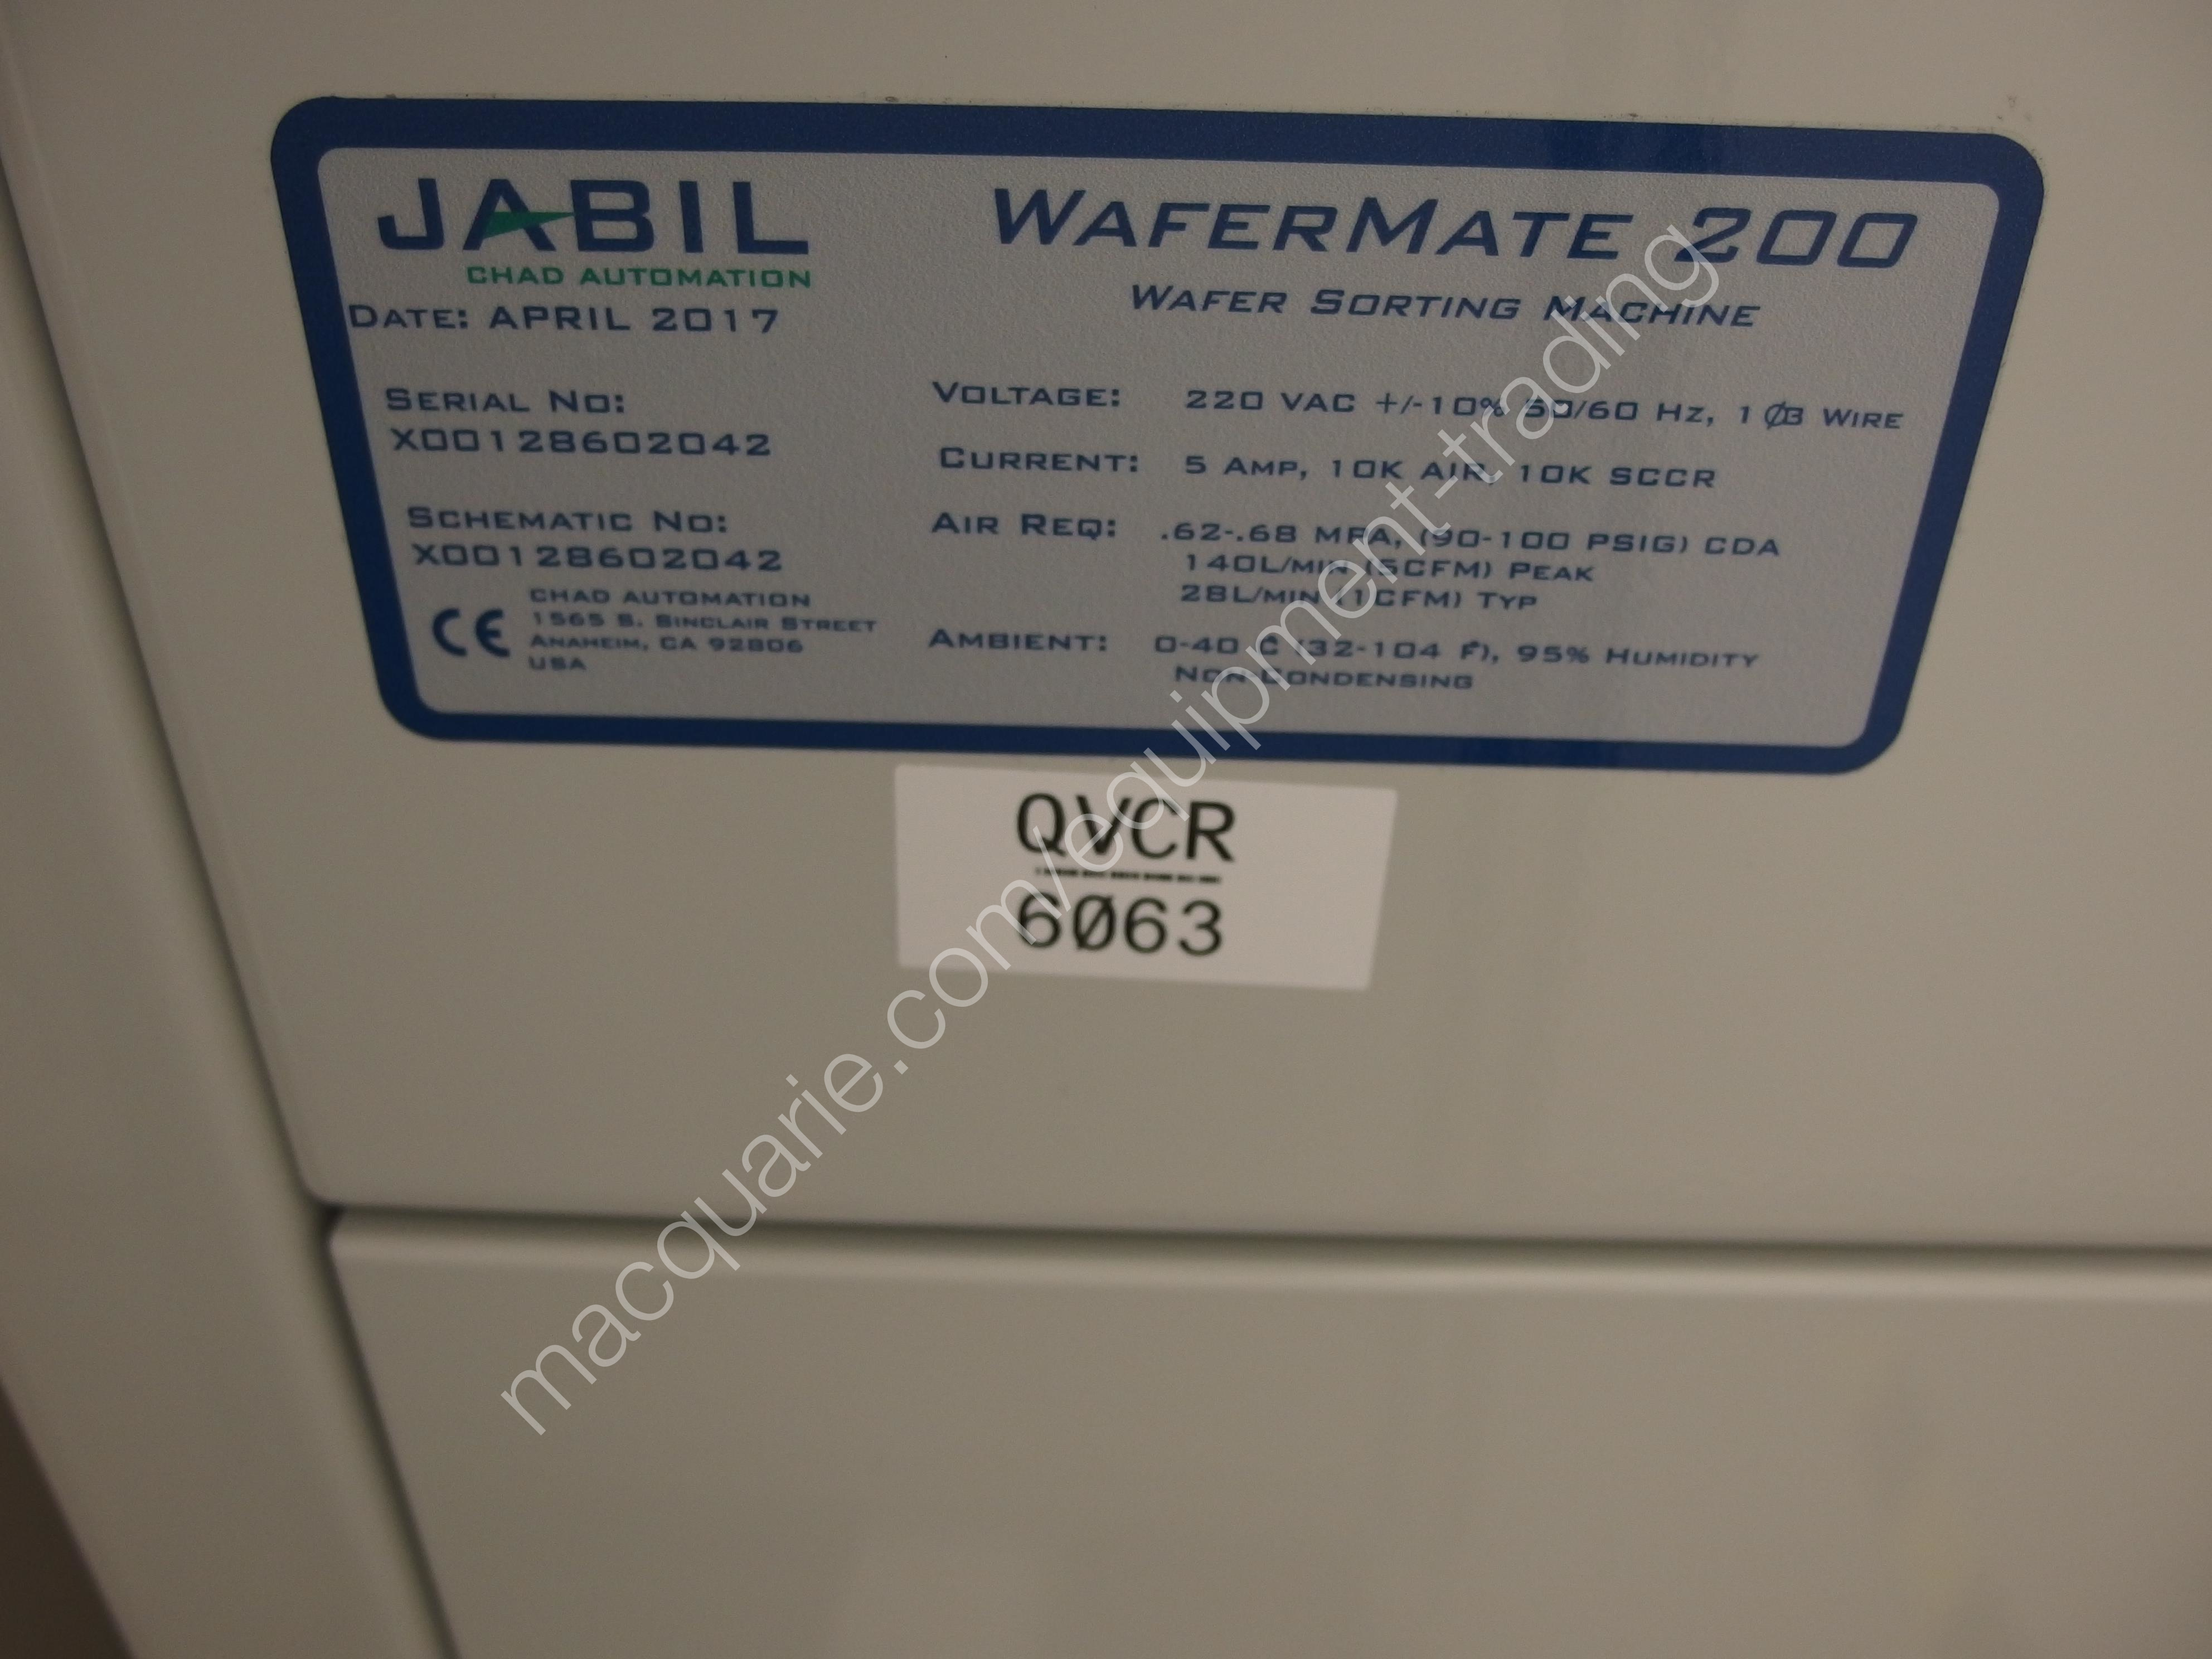 JABIL
CHAD AUTOMATION
DATE: APRIL 2017
SERIAL NO:
X00128602042
SCHEMATIC NO:
X00128602042
CE
CHAD AUTOMATION
1565 S. SINCLAIR STREET
ANAHEIM, CA 92806
USA
WAFERMATE 200
WAFER SORTING MACHINE
VOLTAGE: 220 VAC +/-10% 50/60 HZ, 1 Ø3 WIRE
CURRENT: 5 AMP, 10K AIR, 10K SCCR
AIR REQ: .62-.68 MPA, (90-100 PSIG) CDA
140L/MIN (5CFM) PEAK
28L/MIN (1CFM) TYP
AMBIENT: 0-40 C (32-104 F), 95% HUMIDITY
NON-CONDENSING
QVCR
6Ø63
macquarie.com/equipment-trading